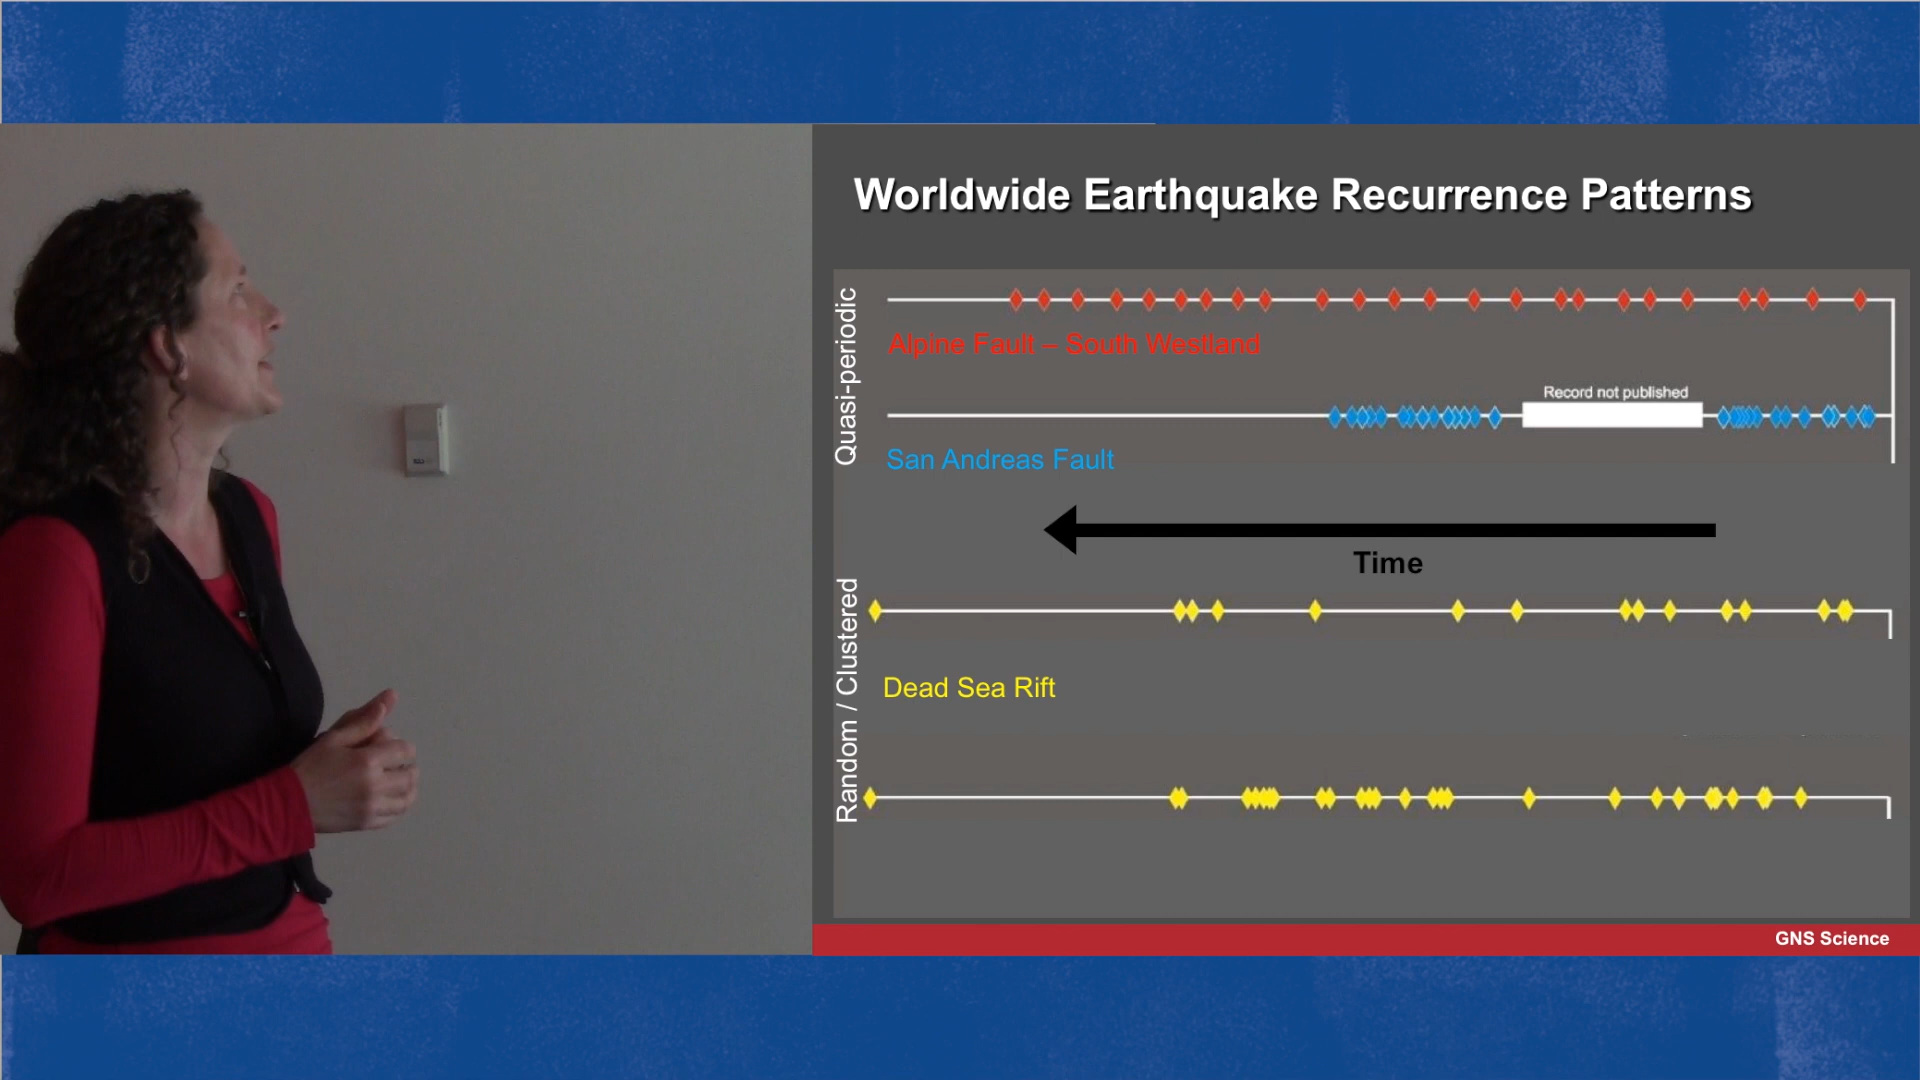 Worldwide Earthquake Recurrence Patterns
Quasi-periodic
Alpine Fault – South Westland
Record not published
San Andreas Fault
Time
Random / Clustered
Dead Sea Rift
GNS Science